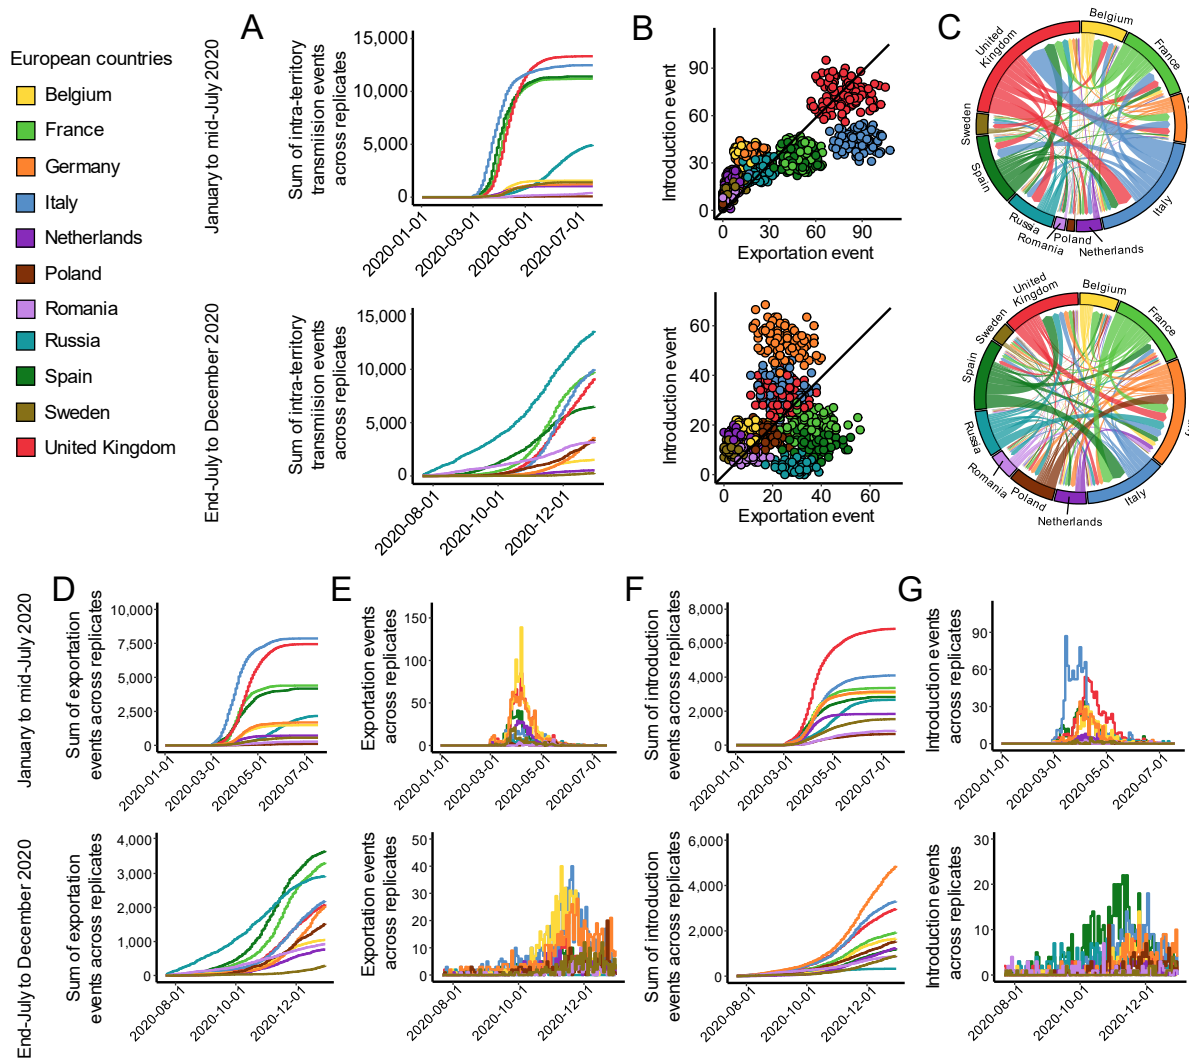 European countries
Belgium
France
Germany
Italy
Netherlands
Poland
Romania
Russia
Spain
Sweden
United Kingdom
January to mid-July 2020
End-July to December 2020
A
Sum of intra-territory
transmission events
across replicates
15,000
10,000
5,000
0
2020-01-01
2020-03-01
2020-05-01
2020-07-01
Sum of intra-territory
transmiision events
across replicates
15,000
10,000
5,000
0
2020-08-01
2020-10-01
2020-12-01
B
Introduction event
90
60
30
0
0
30
60
90
Exportation event
Introduction event
60
40
20
0
0
20
40
60
Exportation event
C
United
Kingdom
Belgium
France
Italy
Netherlands
Poland
Romania
Russia
Spain
Sweden
United
Kingdom
Belgium
France
Italy
Netherlands
Poland
Romania
Russia
Spain
Sweden
January to mid-July 2020
End-July to December 2020
D
Sum of exportation
events across replicates
10,000
7,500
5,000
2,500
0
2020-01-01
2020-03-01
2020-05-01
2020-07-01
Sum of exportation
events across replicates
4,000
3,000
2,000
1,000
0
2020-08-01
2020-10-01
2020-12-01
E
Exportation events
across replicates
150
100
50
0
2020-01-01
2020-03-01
2020-05-01
2020-07-01
Exportation events
across replicates
50
40
30
20
10
0
2020-08-01
2020-10-01
2020-12-01
F
Sum of introduction
events across replicates
8,000
6,000
4,000
2,000
0
2020-01-01
2020-03-01
2020-05-01
2020-07-01
Sum of introduction
events across replicates
6,000
4,000
2,000
0
2020-08-01
2020-10-01
2020-12-01
G
Introduction events
across replicates
90
60
30
0
2020-01-01
2020-03-01
2020-05-01
2020-07-01
Introduction events
across replicates
30
20
10
0
2020-08-01
2020-10-01
2020-12-01